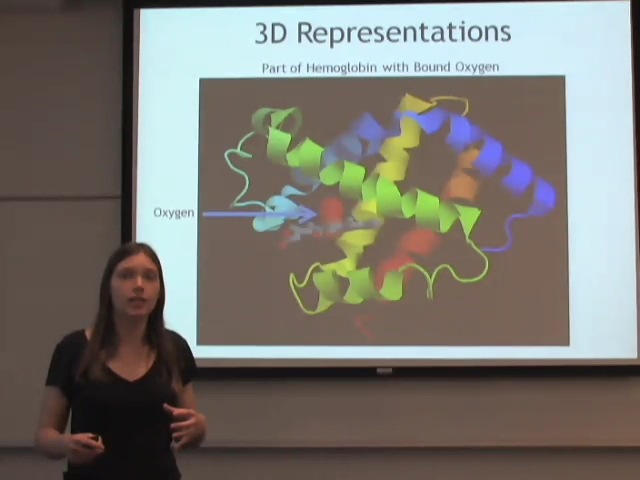 3D Representations
Part of Hemoglobin with Bound Oxygen
Oxygen